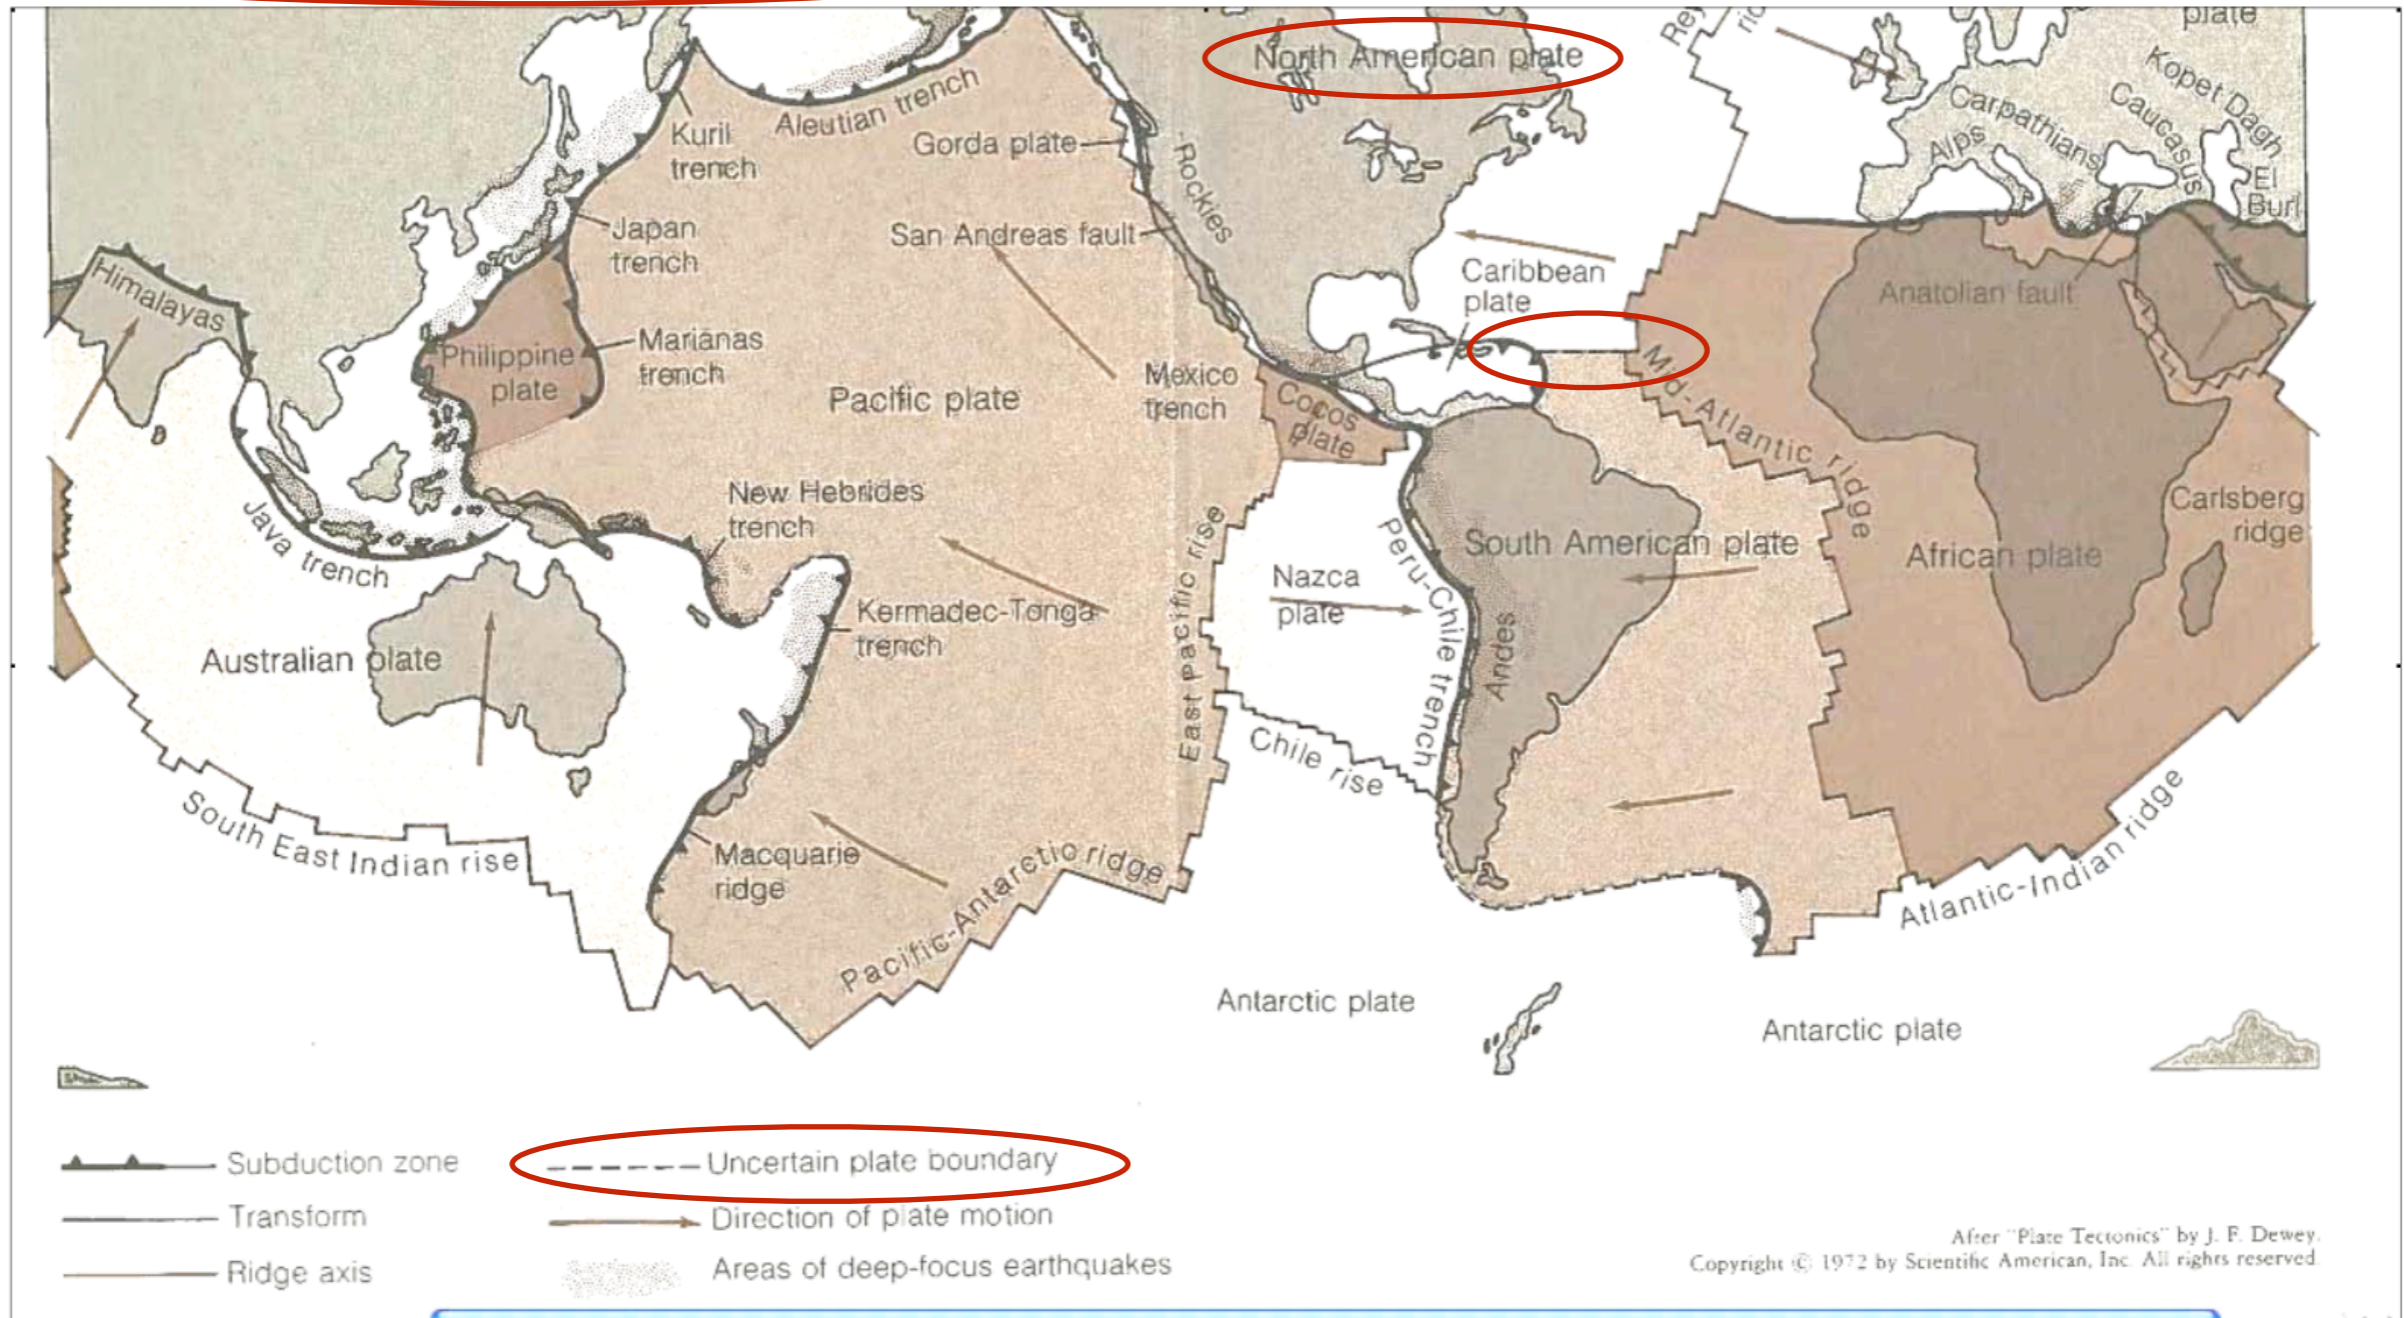 North American plate
plate
Kopet Dagh
Caucasus
Carpathians
Alps
El
Burl
Aleutian trench
Kuril
trench
Gorda plate
Rockies
Japan
trench
San Andreas fault
Caribbean
plate
Anatolian fault
Himalayas
Philippine
plate
Marianas
trench
Pacific plate
Mexico
trench
Cocos
plate
Mid-Atlantic ridge
New Hebrides
trench
Java trench
Carlsberg
ridge
South American plate
African plate
Nazca
plate
Peru-Chile trench
Andes
East Pacific rise
Kermadec-Tonga
trench
Australian plate
Chile rise
South East Indian rise
Macquarie
ridge
Pacific-Antarctic ridge
Atlantic-Indian ridge
Antarctic plate
Antarctic plate
Subduction zone
Uncertain plate boundary
Transform
Direction of plate motion
Ridge axis
Areas of deep-focus earthquakes
After "Plate Tectonics" by J. F. Dewey.
Copyright © 1972 by Scientific American, Inc. All rights reserved.